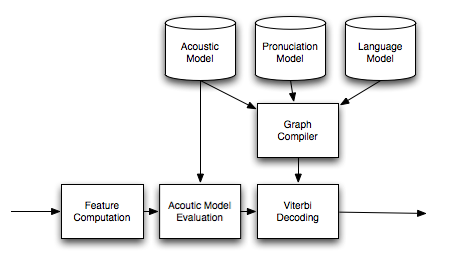 Acoustic
Model
Pronuciation
Model
Language
Model
Graph
Compiler
Feature
Computation
Acoutic Model
Evaluation
Viterbi
Decoding